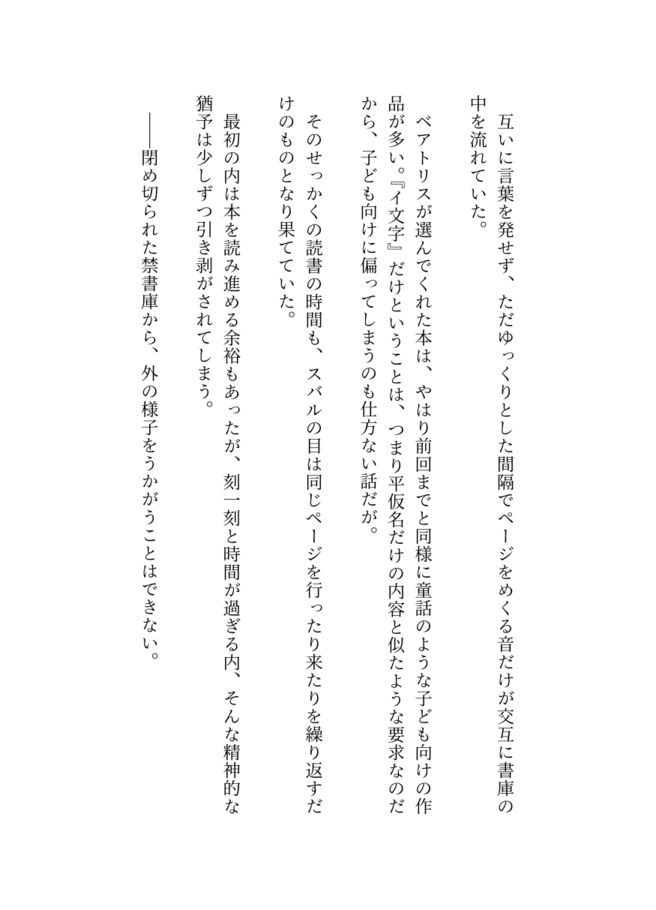 互いに言葉を発せず、ただゆっくりとした間隔でページをめくる音だけが交互に書庫の
中を流れていた。
ベアトリスが選んでくれた本は、やはり前回までと同様に童話のような子ども向けの作
品が多い。『イ文字』だけということは、つまり平仮名だけの内容と似たような要求なのだ
から、子ども向けに偏ってしまうのも仕方ない話だが。
そのせっかくの読書の時間も、スバルの目は同じページを行ったり来たりを繰り返すだ
けのものとなり果てていた。
最初の内は本を読み進める余裕もあったが、刻一刻と時間が過ぎる内、そんな精神的な
猶予は少しずつ引き剥がされてしまう。
――閉め切られた禁書庫から、外の様子をうかがうことはできない。